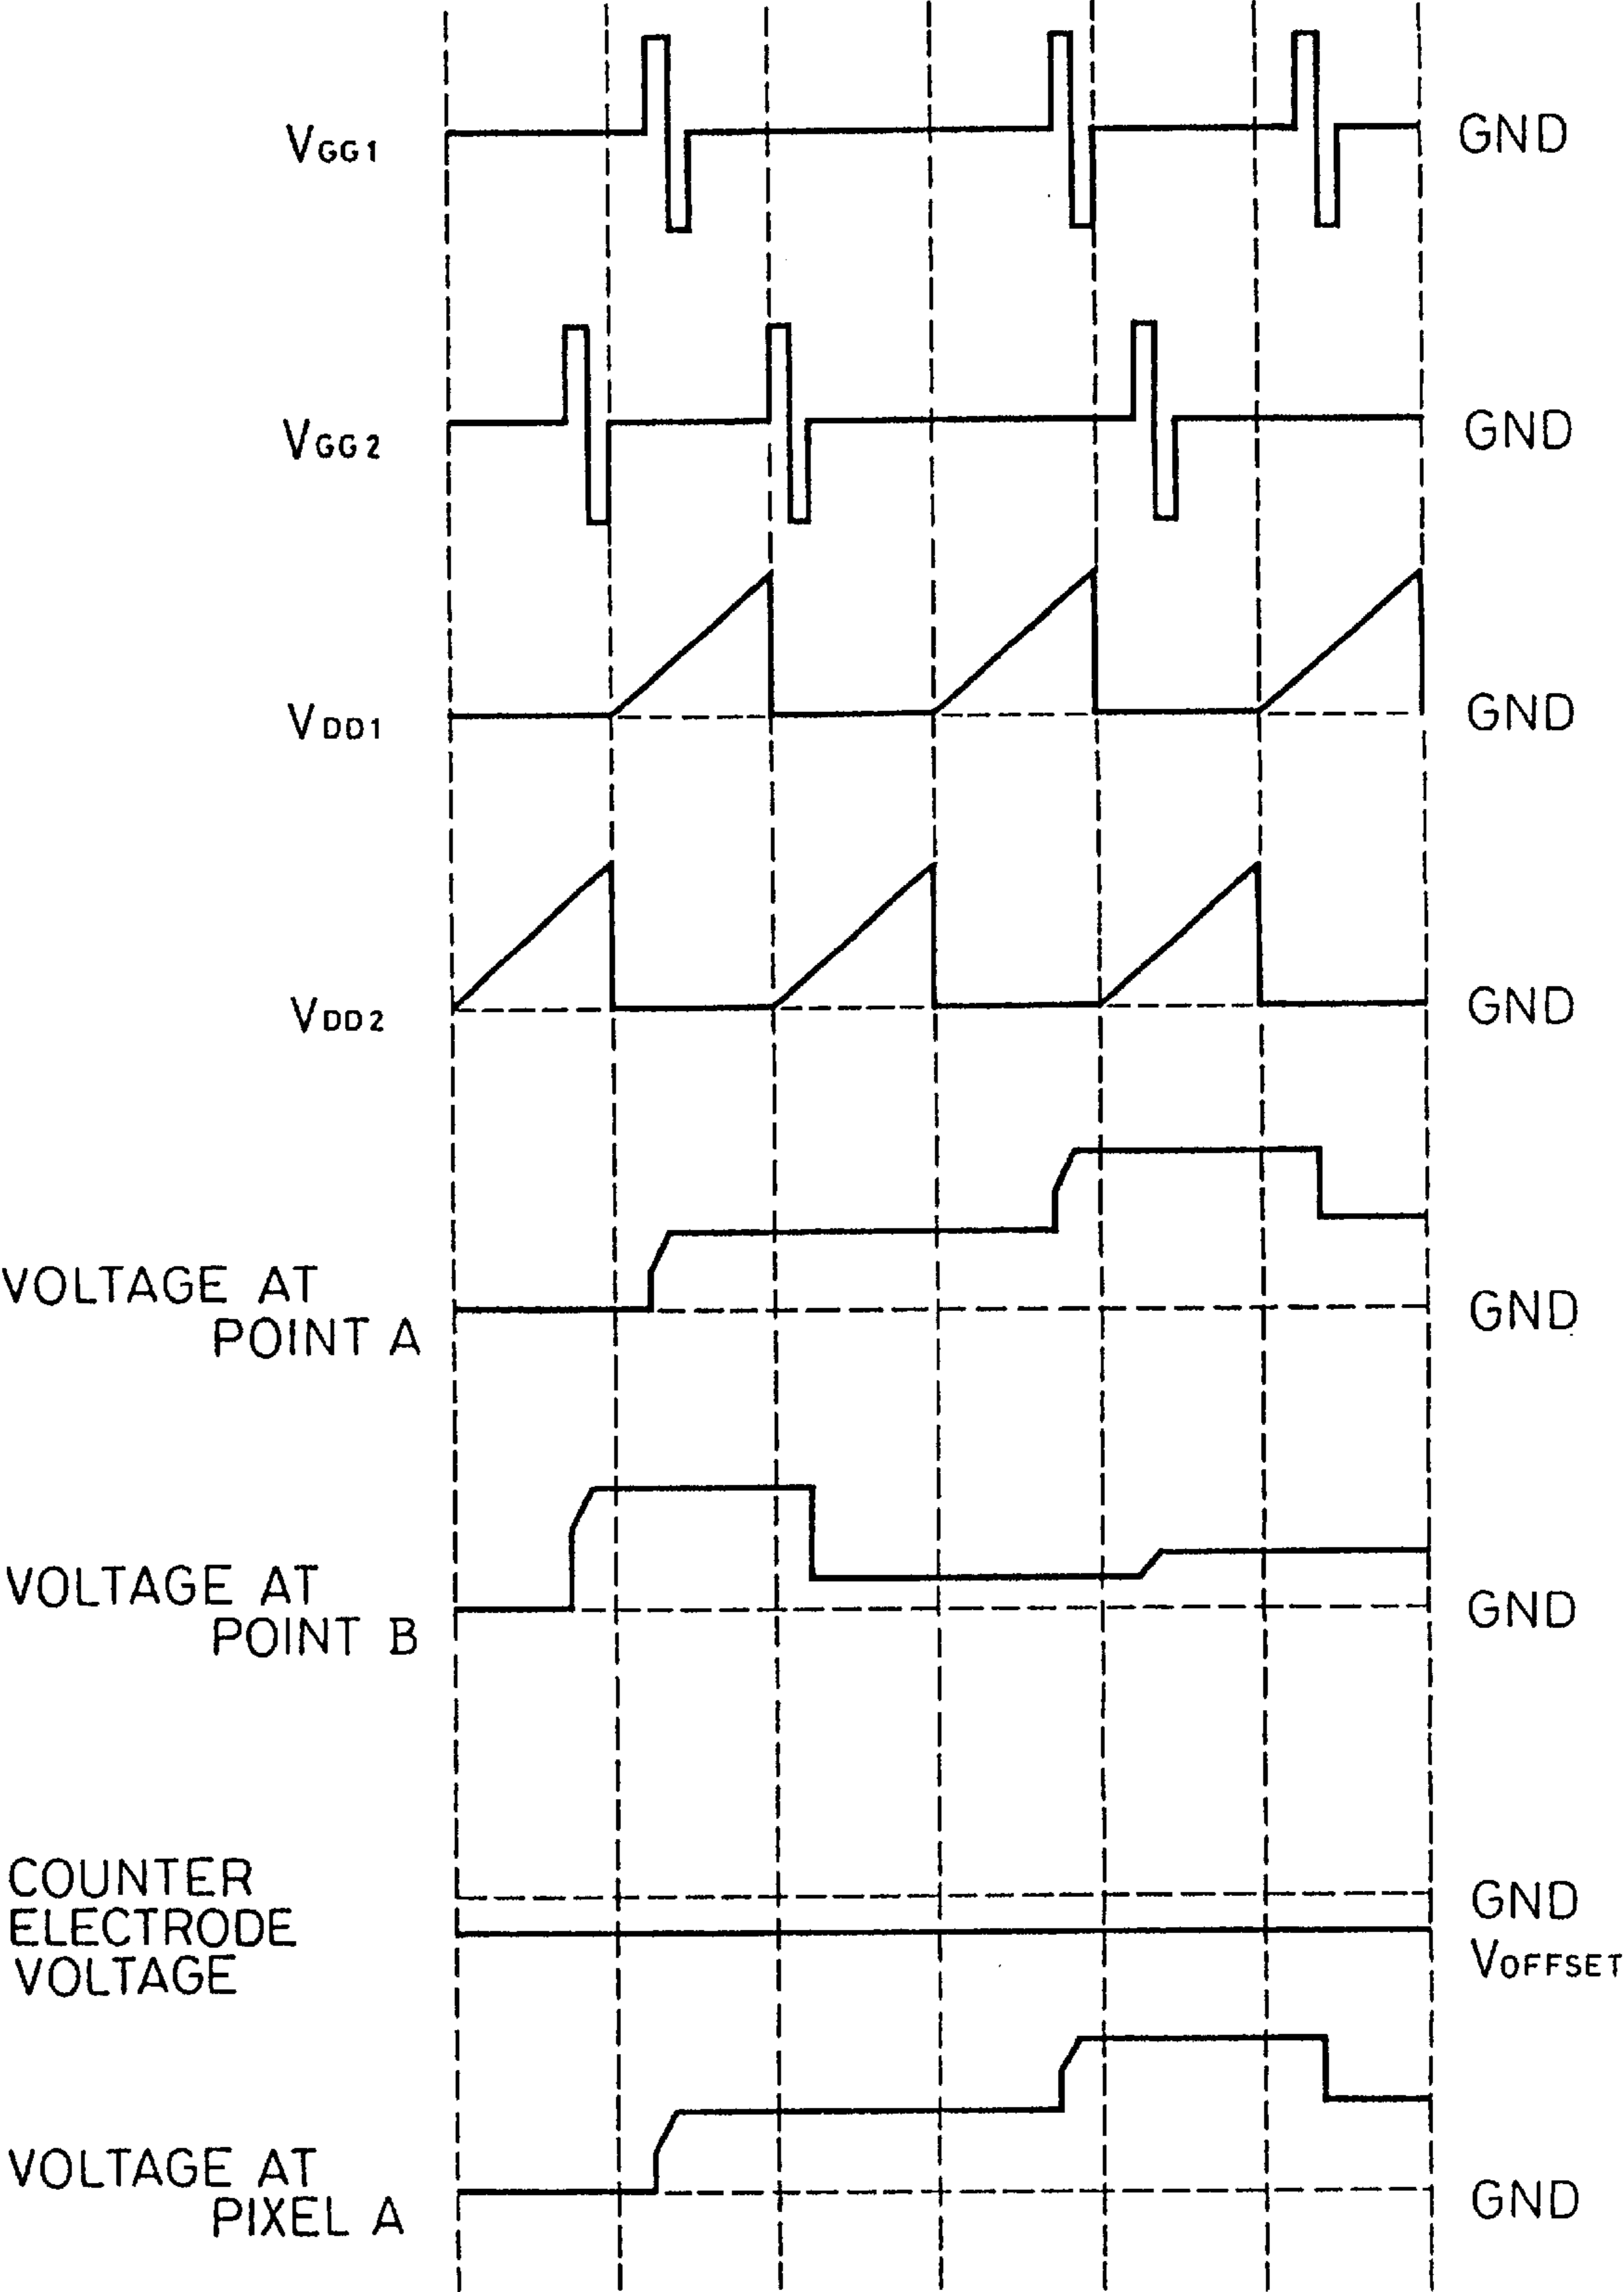 VGG1 GND
VGG2 GND
VDD1 GND
VDD2 GND
VOLTAGE AT
POINT A GND
VOLTAGE AT
POINT B GND
COUNTER
ELECTRODE
VOLTAGE
GND
VOFFSET
VOLTAGE AT
PIXEL A GND